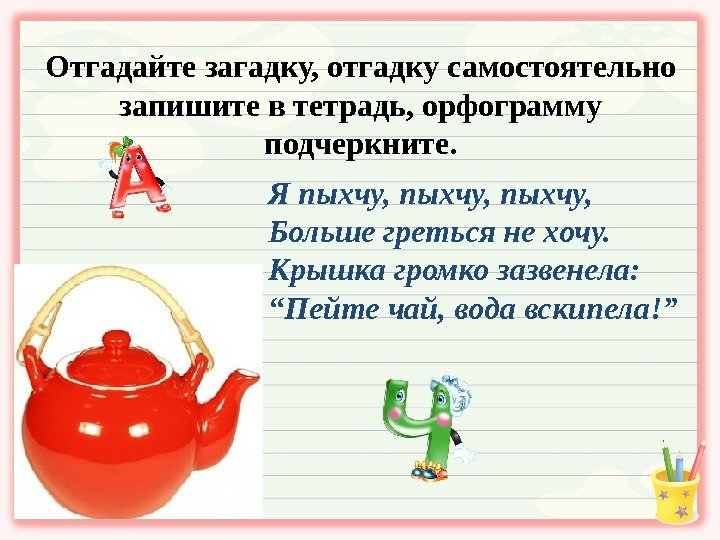 Отгадайте загадку, отгадку самостоятельно
запишите в тетрадь, орфограмму
подчеркните.
А
Я пыхчу, пыхчу, пыхчу,
Больше греться не хочу.
Крышка громко зазвенела:
“Пейте чай, вода вскипела!”
Ч